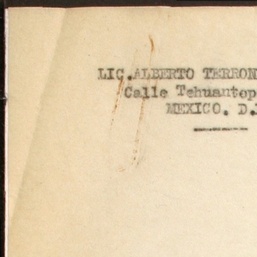 LIC. ALBERTO TERRON
Calle Tehuantep
MEXICO. D.